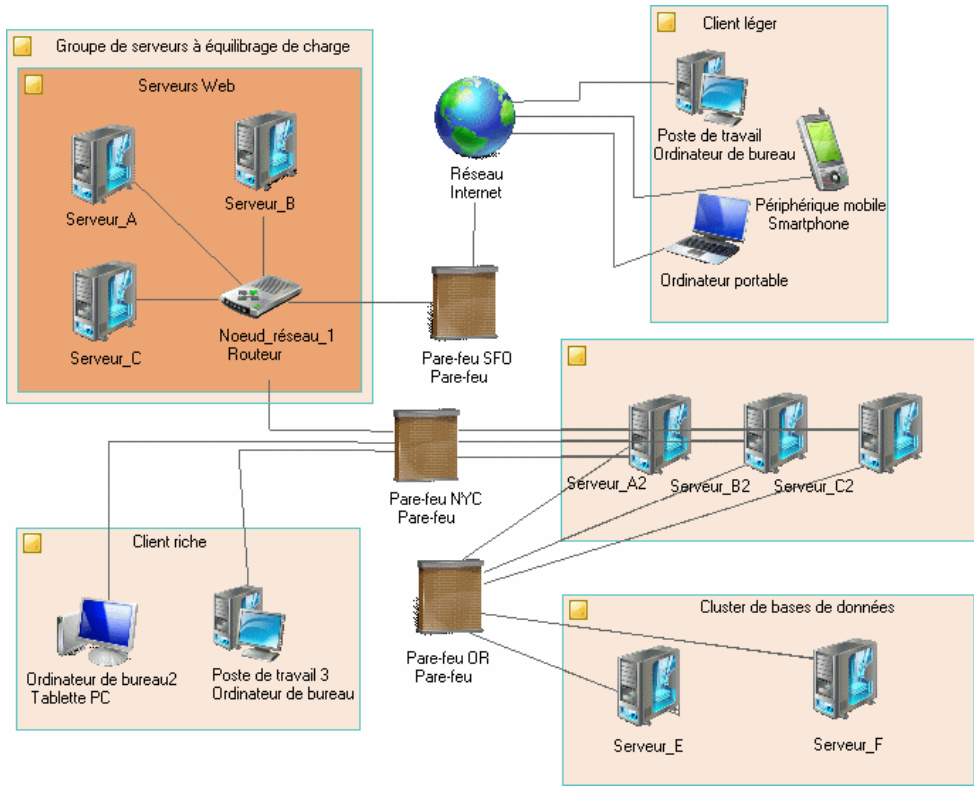 Groupe de serveurs à équilibrage de charge
Serveurs Web
Serveur_A
Serveur_B
Serveur_C
Noeud_réseau_1
Routeur
Réseau
Internet
Client léger
Poste de travail
Ordinateur de bureau
Périphérique mobile
Smartphone
Ordinateur portable
Pare-feu SFO
Pare-feu
Pare-feu NYC
Pare-feu
Serveur_A2
Serveur_B2
Serveur_C2
Client riche
Ordinateur de bureau2
Tablette PC
Poste de travail 3
Ordinateur de bureau
Pare-feu OR
Pare-feu
Cluster de bases de données
Serveur_E
Serveur_F